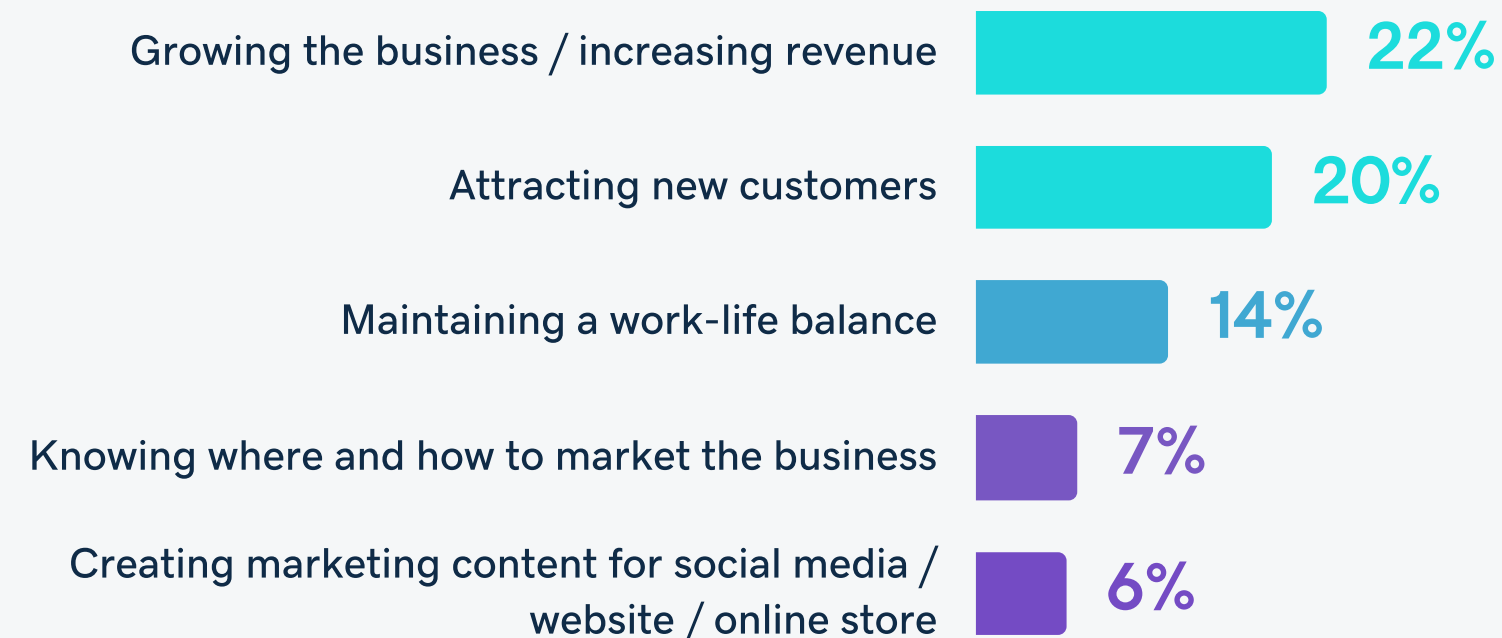 Growing the business / increasing revenue 22%
Attracting new customers 20%
Maintaining a work-life balance 14%
Knowing where and how to market the business 7%
Creating marketing content for social media /
website / online store 6%